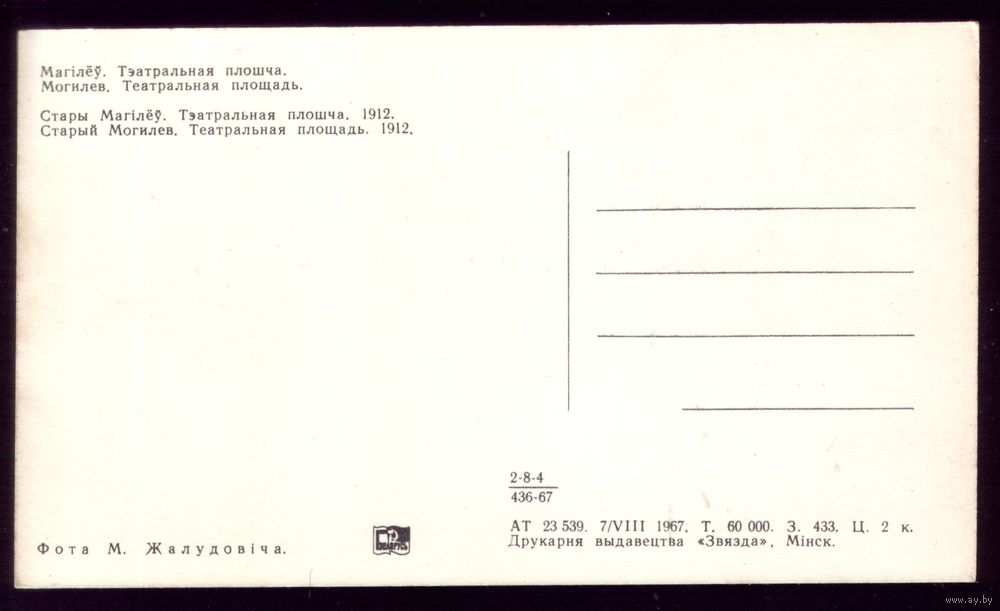 Магілёў. Тэатральная плошча.
Могилев. Театральная площадь.
Стары Магілёў. Тэатральная плошча. 1912.
Старый Могилев. Театральная площадь. 1912.
2-8-4
436-67
АТ 23 539. 7/VIII 1967. Т. 60 000. З. 433. Ц. 2 к.
Друкарня выдавецтва «Звязда», Мінск.
Фота М. Жалудовіча.
БЕЛАРУСЬ
www.ay.by